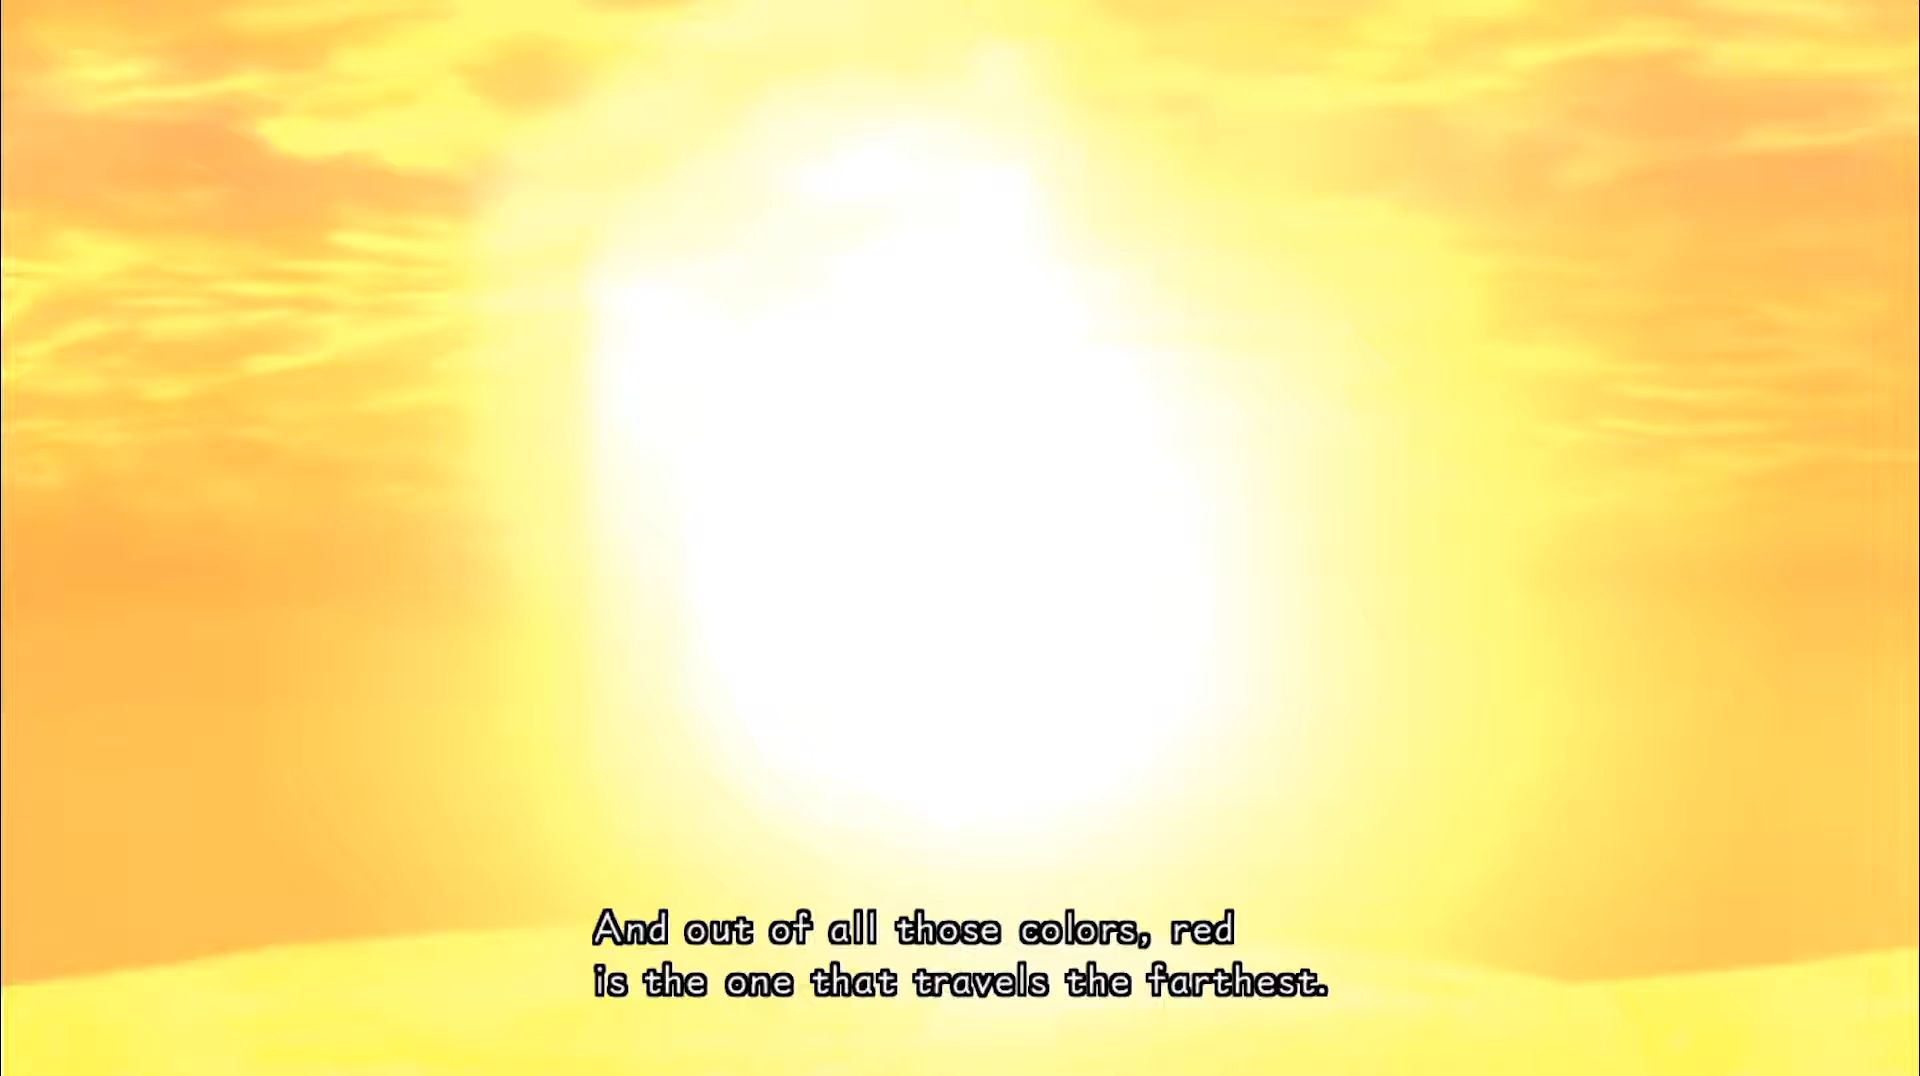 And out of all those colors, red
is the one that travels the farthest.